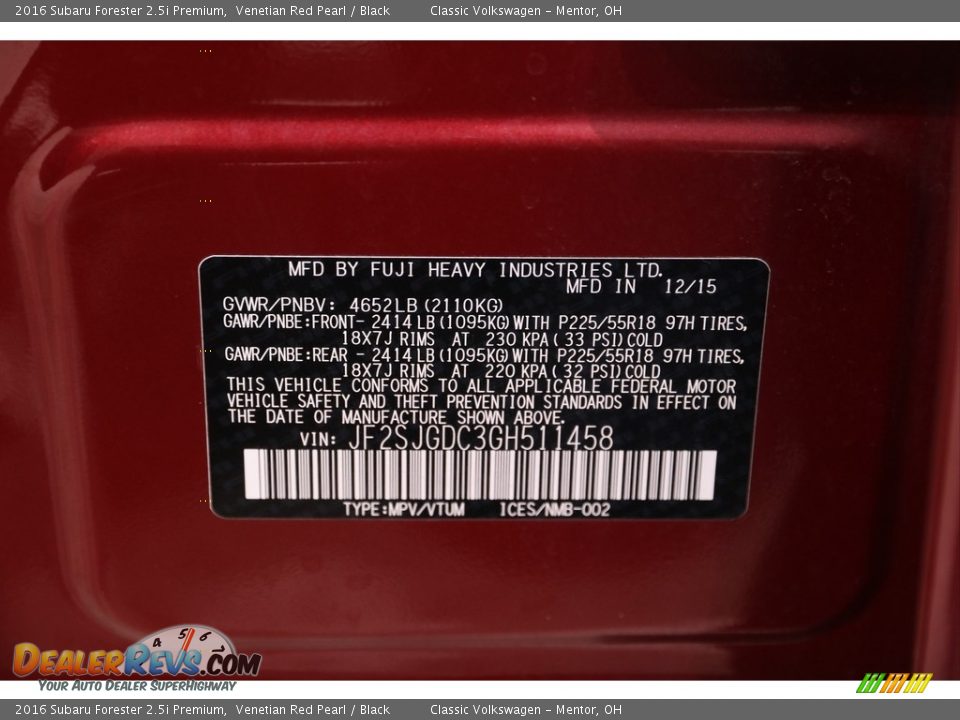 2016 Subaru Forester 2.5i Premium,  Venetian Red Pearl / Black        Classic Volkswagen – Mentor, OH
MFD BY FUJI HEAVY INDUSTRIES LTD.
MFD IN 12/15
GVWR/PNBV: 4652LB (2110KG)
GAWR/PNBE:FRONT- 2414 LB (1095KG) WITH P225/55R18 97H TIRES,
18X7J RIMS AT 230 KPA ( 33 PSI) COLD
GAWR/PNBE:REAR - 2414 LB (1095KG) WITH P225/55R18 97H TIRES,
18X7J RIMS AT 220 KPA ( 32 PSI) COLD
THIS VEHICLE CONFORMS TO ALL APPLICABLE FEDERAL MOTOR
VEHICLE SAFETY AND THEFT PREVENTION STANDARDS IN EFFECT ON
THE DATE OF MANUFACTURE SHOWN ABOVE.
VIN: JF2SJGDC3GH511458
TYPE:MPV/VTUM ICES/NMB-002
4 5 6
DEALERREVS.COM
YOUR AUTO DEALER SUPERHIGHWAY
2016 Subaru Forester 2.5i Premium,  Venetian Red Pearl / Black        Classic Volkswagen – Mentor, OH